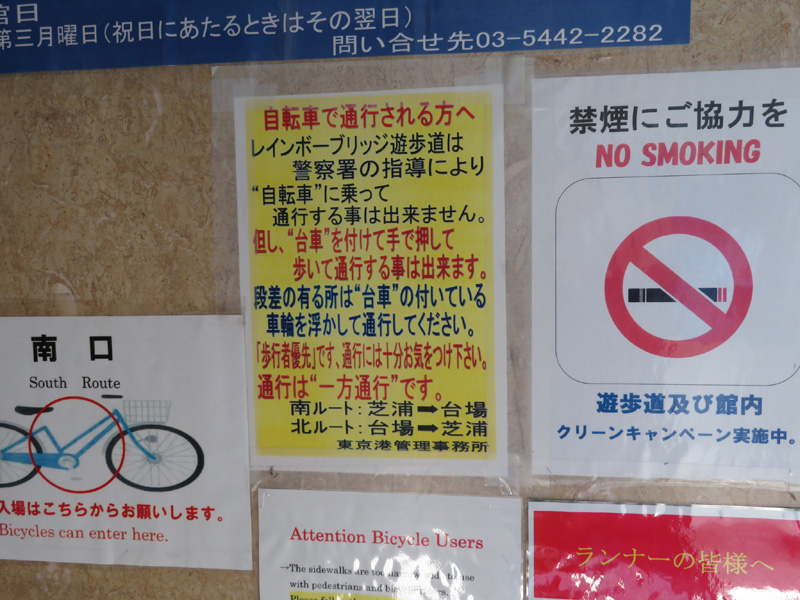 館日
第三月曜日(祝日にあたるときはその翌日)
問い合せ先03-5442-2282
自転車で通行される方へ
レインボーブリッジ遊歩道は
警察署の指導により
“自転車”に乗って
通行する事は出来ません。
但し、“台車”を付けて手で押して
歩いて通行する事は出来ます。
段差の有る所は“台車”の付いている
車輪を浮かして通行してください。
「歩行者優先」です、通行には十分お気をつけ下さい。
通行は“一方通行”です。
南ルート：芝浦➡台場
北ルート：台場➡芝浦
東京港管理事務所
禁煙にご協力を
NO SMOKING
遊歩道及び館内
クリーンキャンペーン実施中。
南 口
South Route
入場はこちらからお願いします。
Bicycles can enter here.
Attention Bicycle Users
→The sidewalks are too to use
with pedestrians and
ランナーの皆様へ